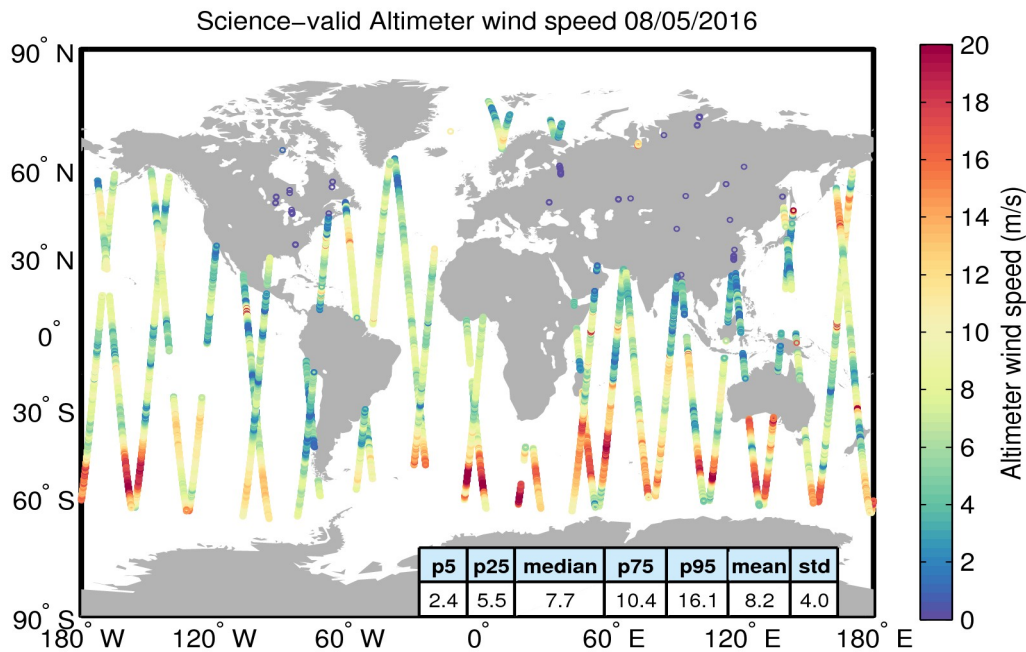 Science−valid Altimeter wind speed 08/05/2016
90° N
60° N
30° N
0°
30° S
60° S
90° S
180° W
120° W
60° W
0°
60° E
120° E
180° E
p5 p25 median p75 p95 mean std
2.4 5.5 7.7 10.4 16.1 8.2 4.0
20
18
16
14
12
10
8
6
4
2
0
Altimeter wind speed (m/s)